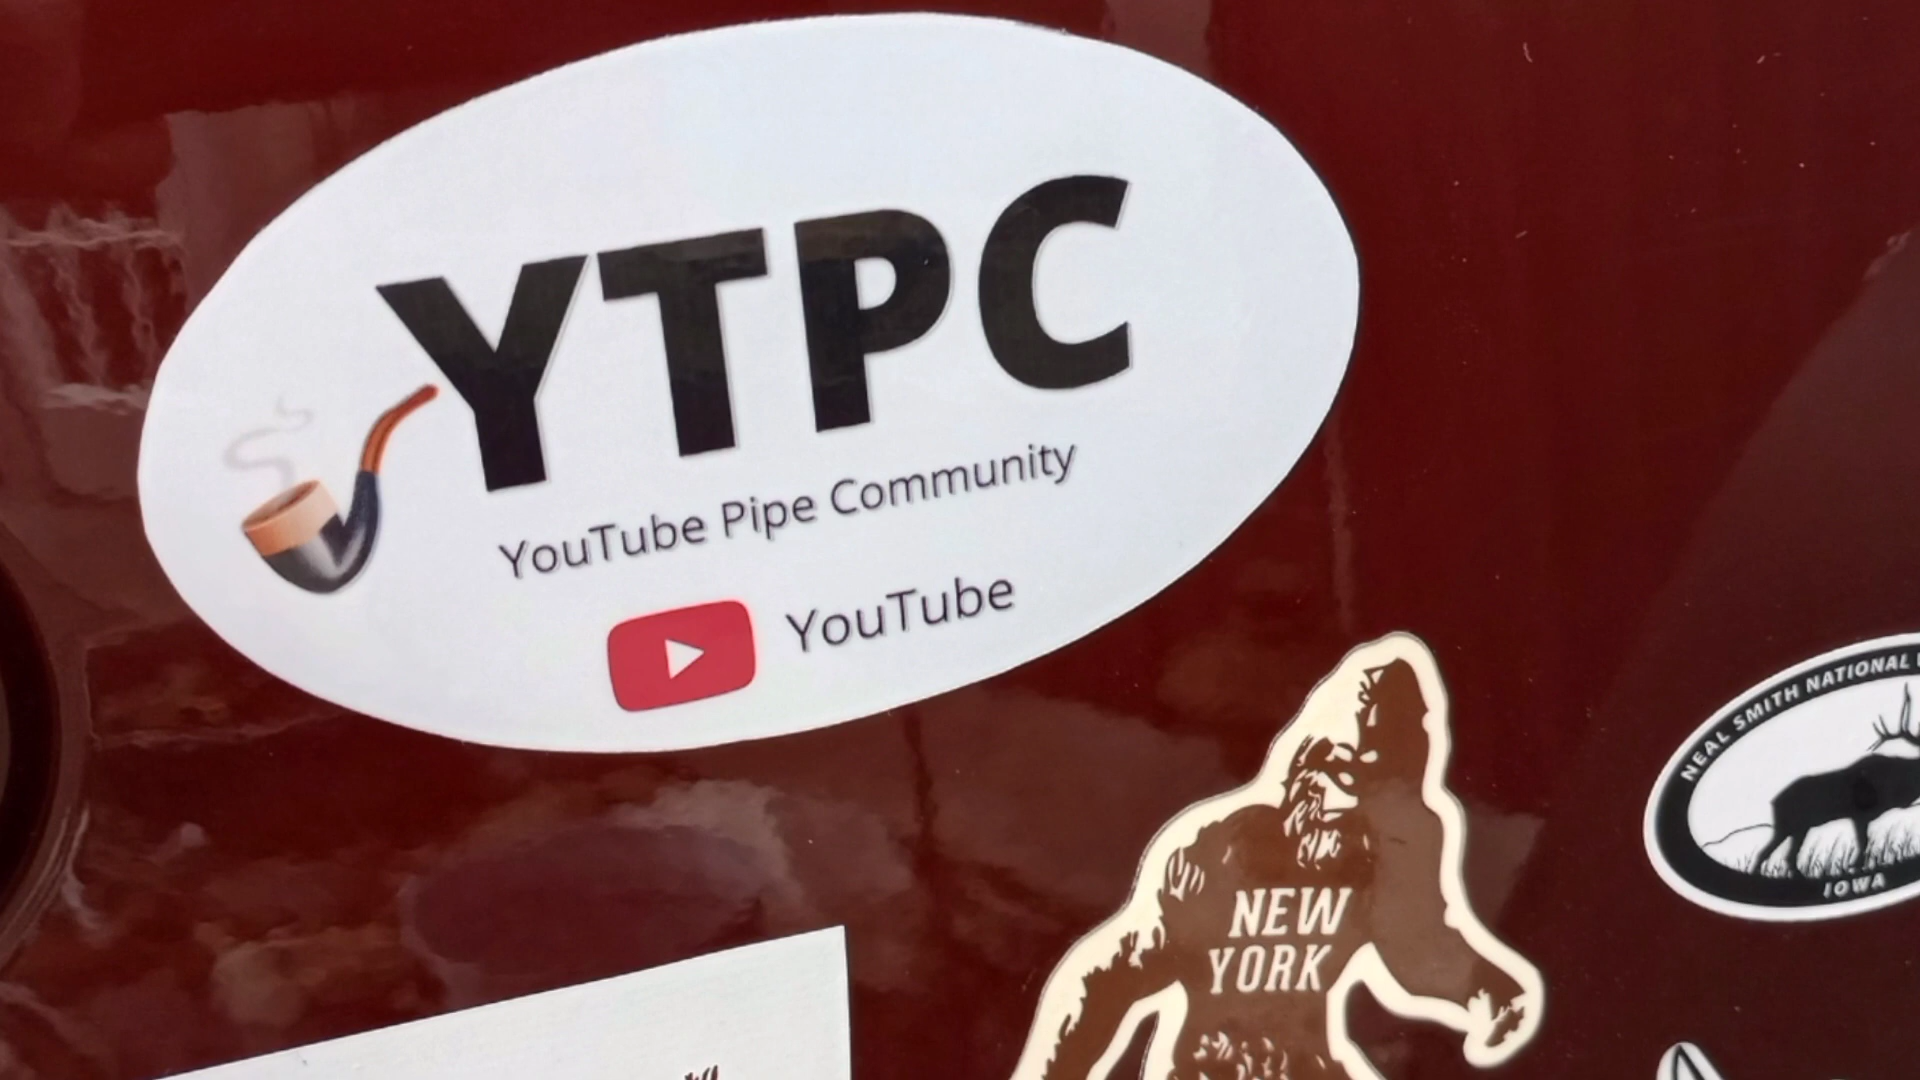 YTPC
YouTube Pipe Community
YouTube
NEW
YORK
NEAL SMITH NATIONAL
IOWA